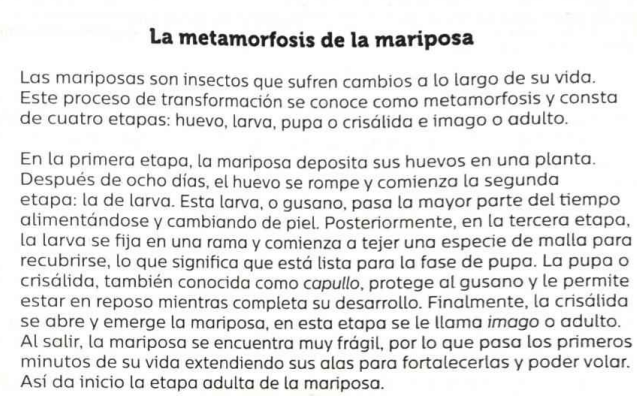 La metamorfosis de la mariposa
Las mariposas son insectos que sufren cambios a lo largo de su vida.
Este proceso de transformación se conoce como metamorfosis y consta
de cuatro etapas: huevo, larva, pupa o crisálida e imago o adulto.
En la primera etapa, la mariposa deposita sus huevos en una planta.
Después de ocho días, el huevo se rompe y comienza la segunda
etapa: la de larva. Esta larva, o gusano, pasa la mayor parte del tiempo
alimentándose y cambiando de piel. Posteriormente, en la tercera etapa,
la larva se fija en una rama y comienza a tejer una especie de malla para
recubrirse, lo que significa que está lista para la fase de pupa. La pupa o
crisálida, también conocida como capullo, protege al gusano y le permite
estar en reposo mientras completa su desarrollo. Finalmente, la crisálida
se abre y emerge la mariposa, en esta etapa se le llama imago o adulto.
Al salir, la mariposa se encuentra muy frágil, por lo que pasa los primeros
minutos de su vida extendiendo sus alas para fortalecerlas y poder volar.
Así da inicio la etapa adulta de la mariposa.